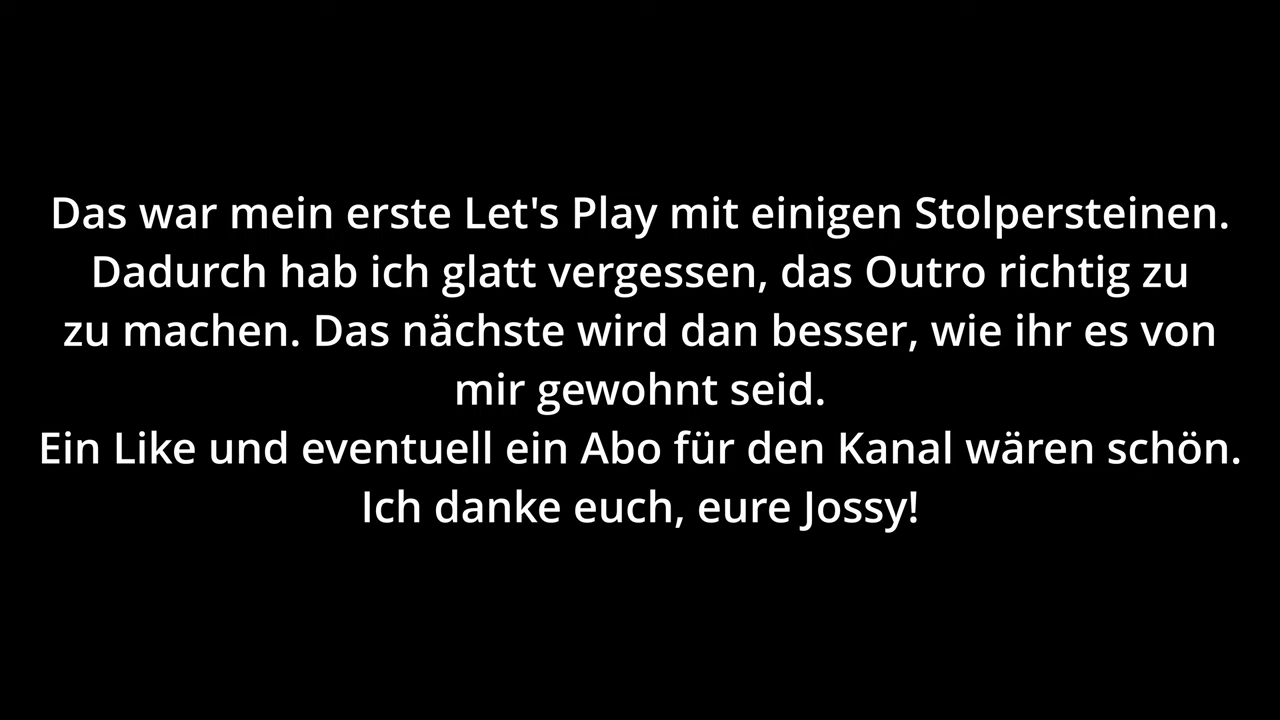 Das war mein erste Let's Play mit einigen Stolpersteinen.
Dadurch hab ich glatt vergessen, das Outro richtig zu
zu machen. Das nächste wird dan besser, wie ihr es von
mir gewohnt seid.
Ein Like und eventuell ein Abo für den Kanal wären schön.
Ich danke euch, eure Jossy!